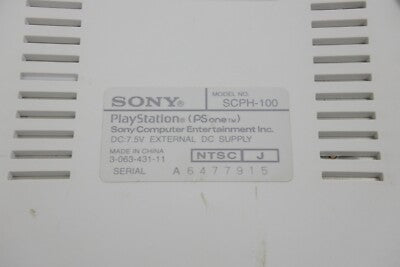 SONY® MODEL NO. SCPH-100
PlayStation® (PS one™)
Sony Computer Entertainment Inc.
DC:7.5V EXTERNAL DC SUPPLY
MADE IN CHINA
3-063-431-11 NTSC J
SERIAL A6477915